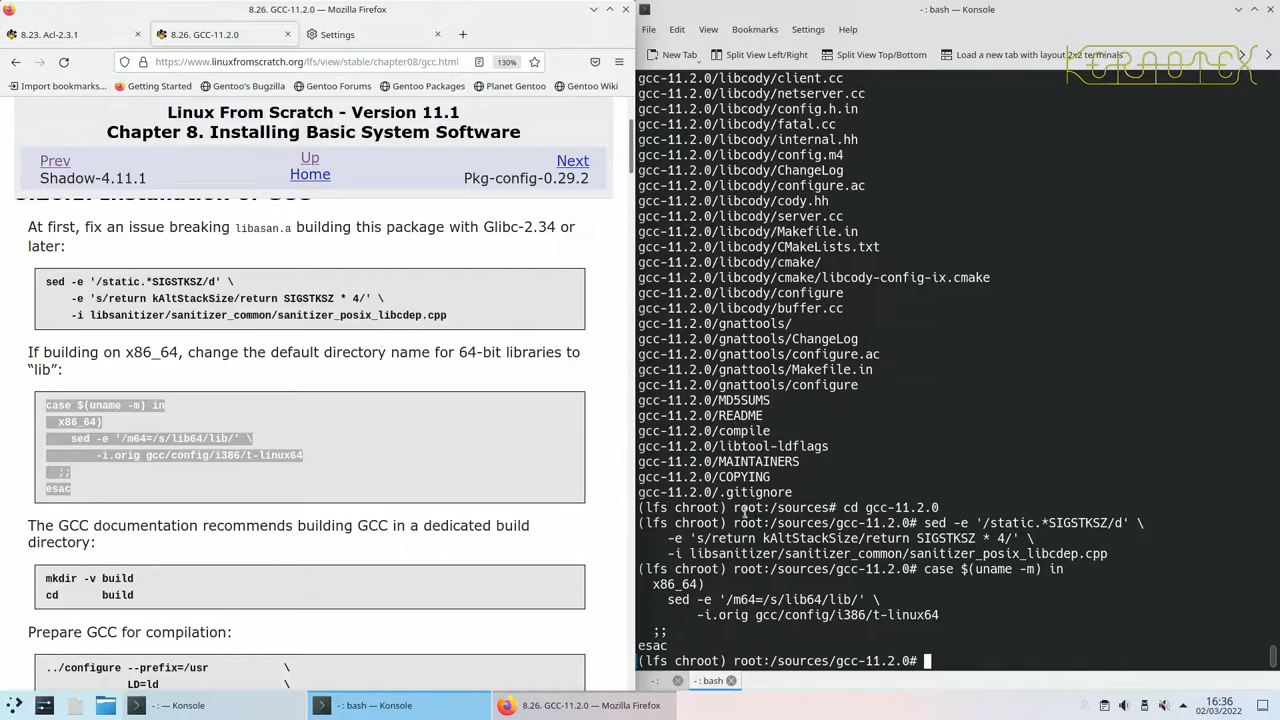 8.26. GCC-11.2.0 — Mozilla Firefox
8.23. Acl-2.3.1
8.26. GCC-11.2.0
Settings
https://www.linuxfromscratch.org/lfs/view/stable/chapter08/gcc.html
130%
Import bookmarks...
Getting Started
Gentoo's Bugzilla
Gentoo Forums
Gentoo Packages
Planet Gentoo
Gentoo Wiki
Linux From Scratch - Version 11.1
Chapter 8. Installing Basic System Software
Prev
Up
Next
Shadow-4.11.1
Home
Pkg-config-0.29.2
At first, fix an issue breaking libasan.a building this package with Glibc-2.34 or
later:
sed -e '/static.*SIGSTKSZ/d' \
-e 's/return kAltStackSize/return SIGSTKSZ * 4/' \
-i libsanitizer/sanitizer_common/sanitizer_posix_libcdep.cpp
If building on x86_64, change the default directory name for 64-bit libraries to
“lib”:
case $(uname -m) in
x86_64)
sed -e '/m64=/s/lib64/lib/' \
-i.orig gcc/config/i386/t-linux64
;;
esac
The GCC documentation recommends building GCC in a dedicated build
directory:
mkdir -v build
cd build
Prepare GCC for compilation:
../configure --prefix=/usr \
LD=ld \
- : bash — Konsole
File Edit View Bookmarks Settings
New Tab
Split View Left/Right
Split View Top/Bottom
Load a new tab with layout 2x2 terminals
KERNOTEX
gcc-11.2.0/libcody/client.cc
gcc-11.2.0/libcody/netserver.cc
gcc-11.2.0/libcody/config.h.in
gcc-11.2.0/libcody/fatal.cc
gcc-11.2.0/libcody/internal.hh
gcc-11.2.0/libcody/config.m4
gcc-11.2.0/libcody/ChangeLog
gcc-11.2.0/libcody/configure.ac
gcc-11.2.0/libcody/cody.hh
gcc-11.2.0/libcody/server.cc
gcc-11.2.0/libcody/Makefile.in
gcc-11.2.0/libcody/CMakeLists.txt
gcc-11.2.0/libcody/cmake/
gcc-11.2.0/libcody/cmake/libcody-config-ix.cmake
gcc-11.2.0/libcody/configure
gcc-11.2.0/libcody/buffer.cc
gcc-11.2.0/gnattools/
gcc-11.2.0/gnattools/ChangeLog
gcc-11.2.0/gnattools/configure.ac
gcc-11.2.0/gnattools/Makefile.in
gcc-11.2.0/gnattools/configure
gcc-11.2.0/MD5SUMS
gcc-11.2.0/README
gcc-11.2.0/compile
gcc-11.2.0/libtool-ldflags
gcc-11.2.0/MAINTAINERS
gcc-11.2.0/COPYING
gcc-11.2.0/.gitignore
(lfs chroot) root:/sources# cd gcc-11.2.0
(lfs chroot) root:/sources/gcc-11.2.0# sed -e '/static.*SIGSTKSZ/d' \
-e 's/return kAltStackSize/return SIGSTKSZ * 4/' \
-i libsanitizer/sanitizer_common/sanitizer_posix_libcdep.cpp
(lfs chroot) root:/sources/gcc-11.2.0# case $(uname -m) in
x86_64)
sed -e '/m64=/s/lib64/lib/' \
-i.orig gcc/config/i386/t-linux64
;;
esac
(lfs chroot) root:/sources/gcc-11.2.0#
- :
- : bash
- : — Konsole
- : bash — Konsole
8.26. GCC-11.2.0 — Mozilla Firefox
16:36
02/03/2022